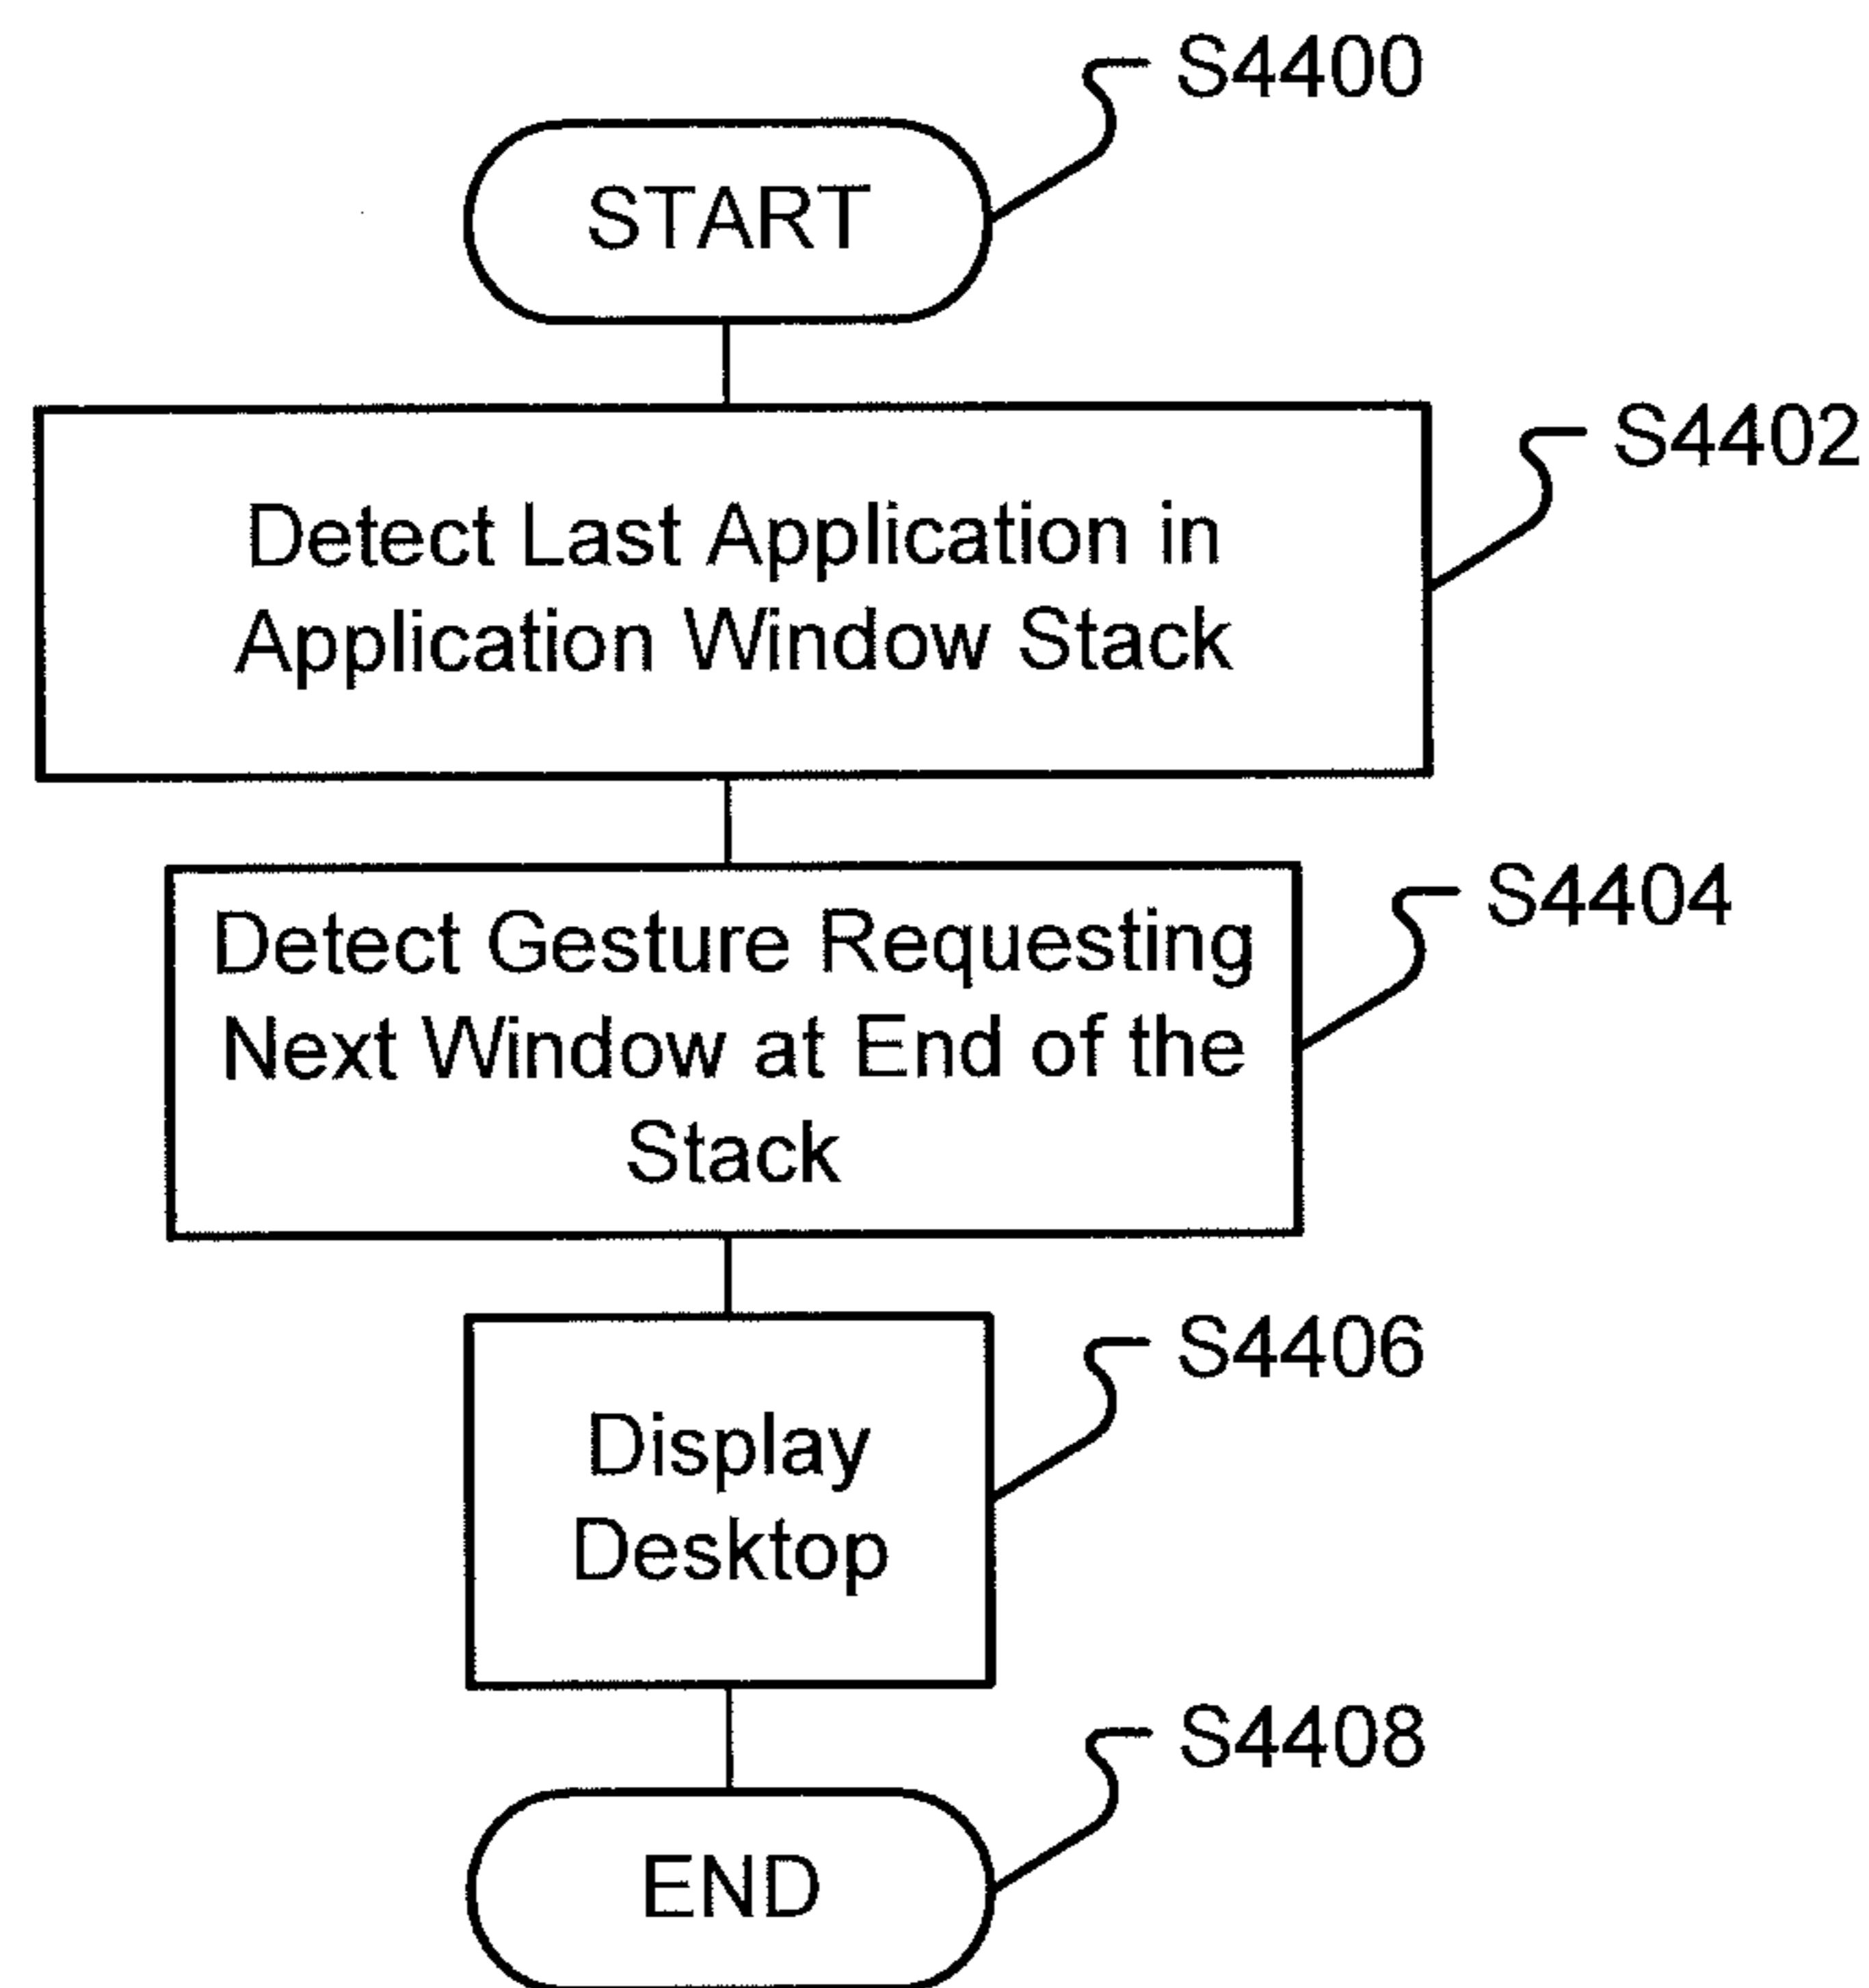 S4400
START
S4402
Detect Last Application in
Application Window Stack
S4404
Detect Gesture Requesting
Next Window at End of the
Stack
S4406
Display
Desktop
S4408
END